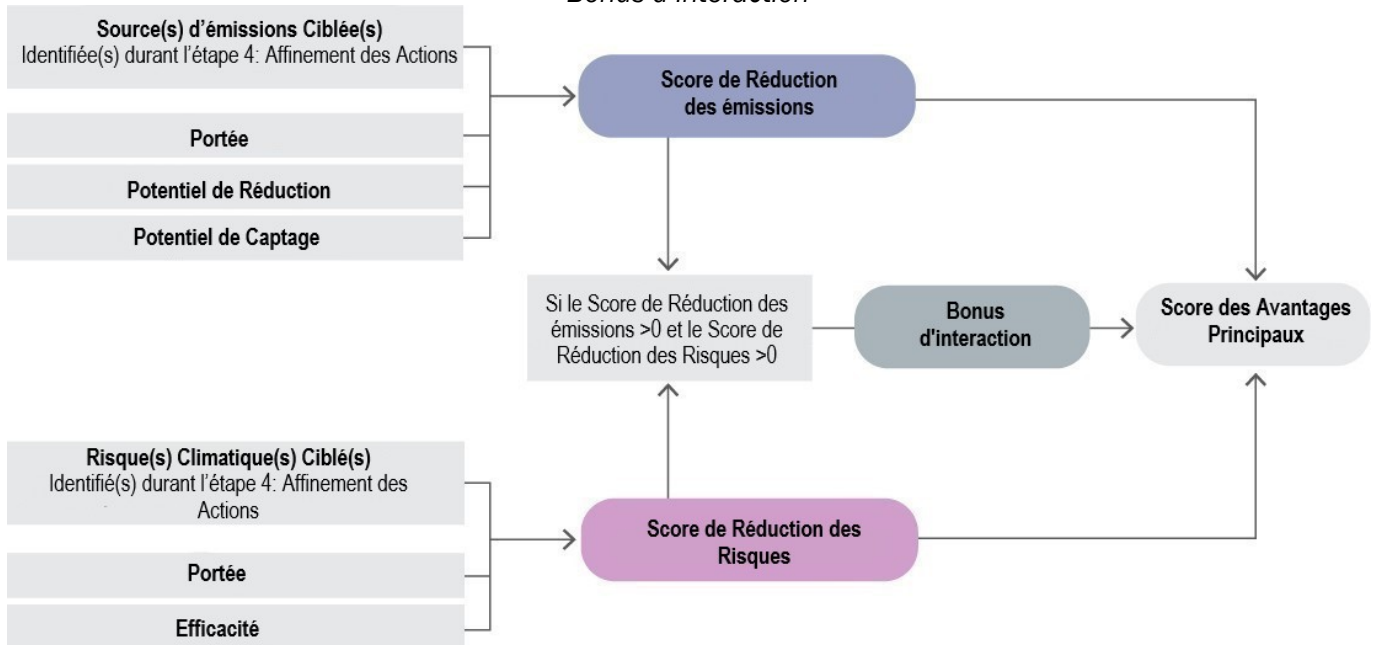 Bonus d'Interaction
Source(s) d'émissions Ciblée(s)
Identifiée(s) durant l'étape 4: Affinement des Actions
Portée
Potentiel de Réduction
Potentiel de Captage
Score de Réduction
des émissions
Si le Score de Réduction des
émissions >0 et le Score de
Réduction des Risques >0
Bonus
d'interaction
Score des Avantages
Principaux
Risque(s) Climatique(s) Ciblé(s)
Identifié(s) durant l'étape 4: Affinement des
Actions
Portée
Efficacité
Score de Réduction des
Risques